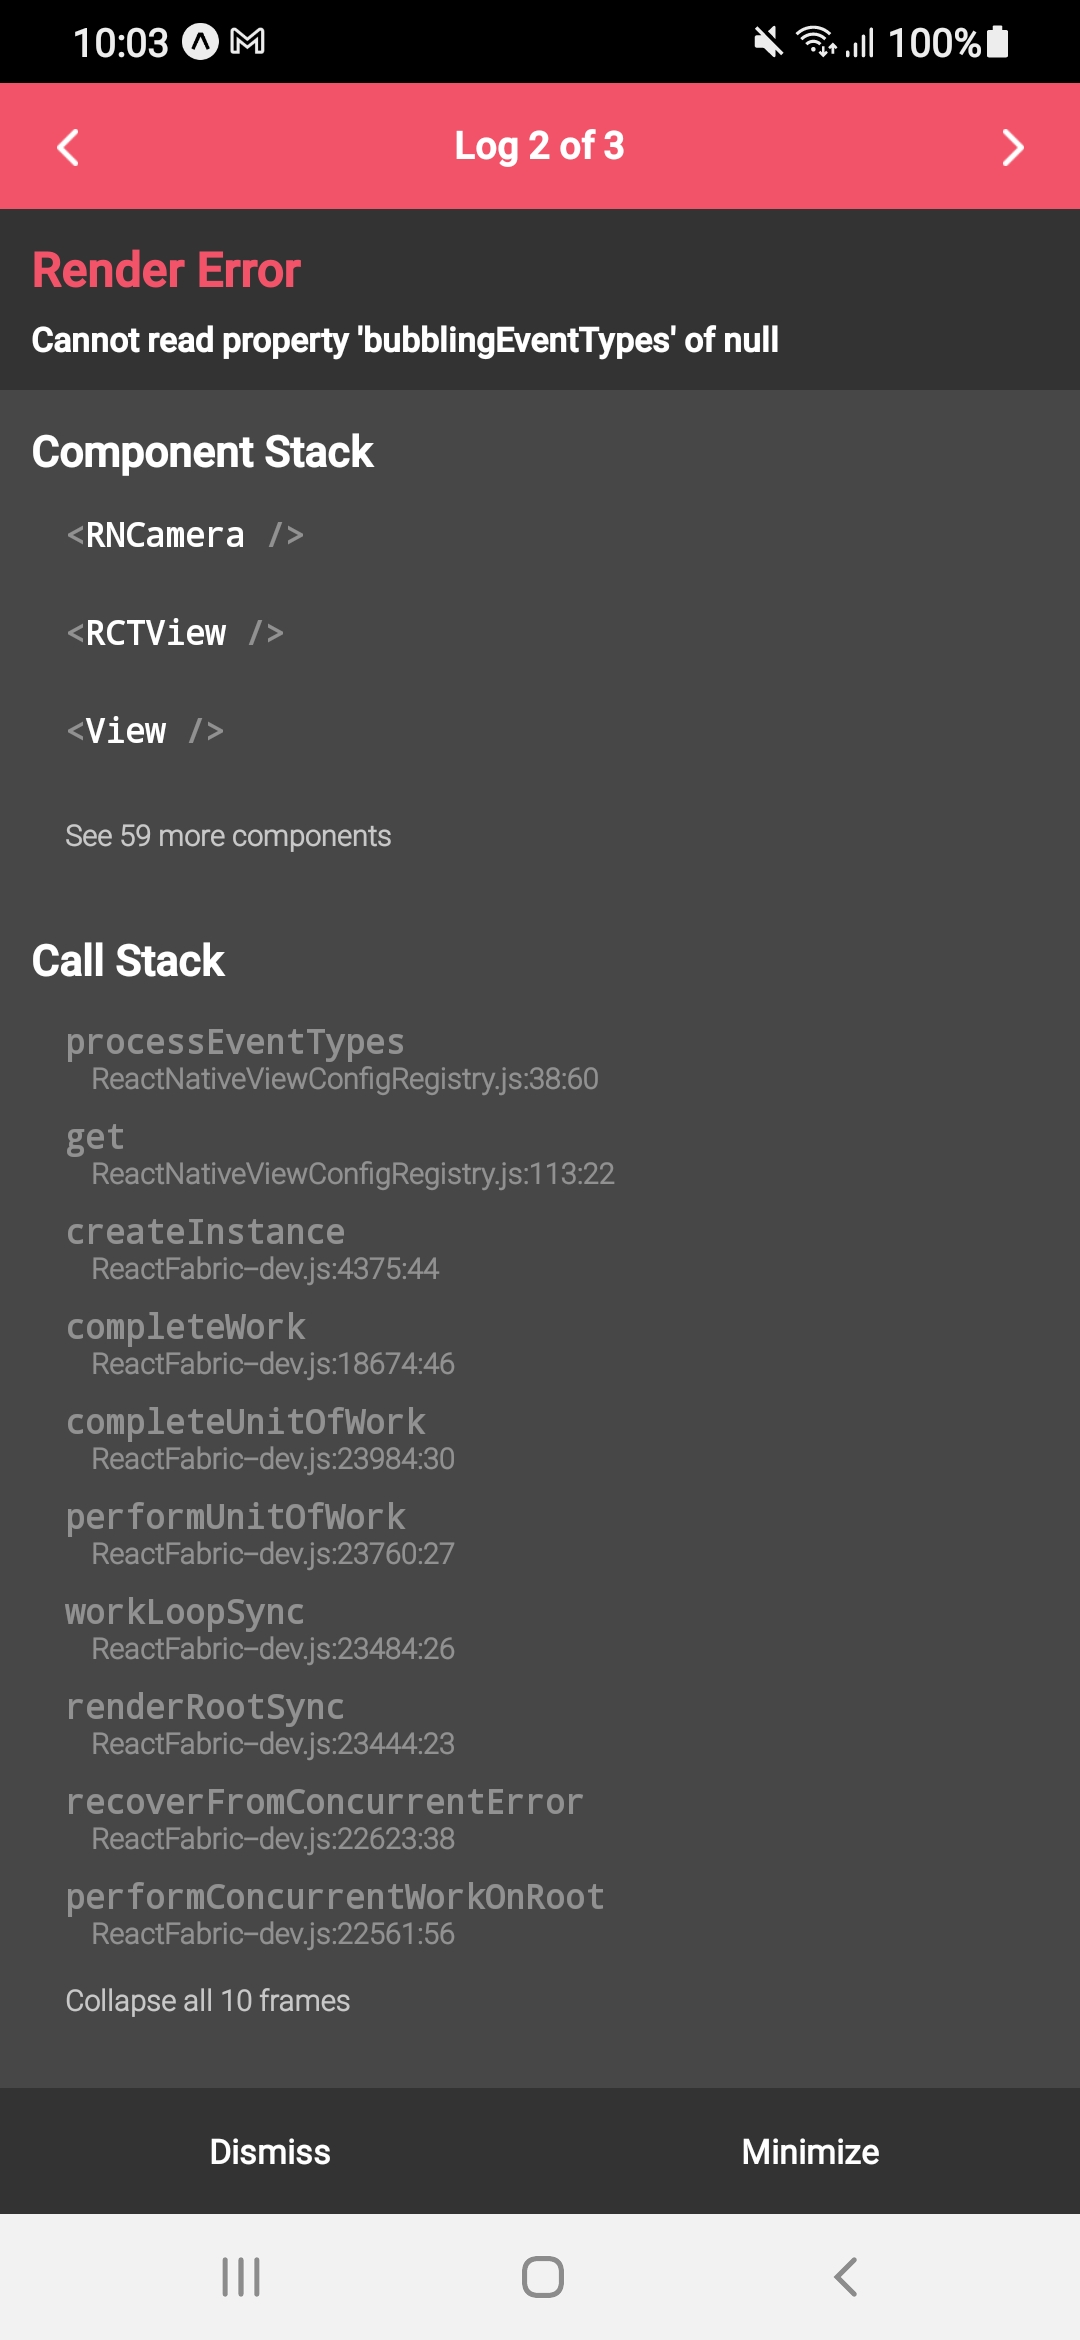 10:03 100%
Log 2 of 3
Render Error
Cannot read property 'bubblingEventTypes' of null
Component Stack
<RNCamera />
<RCTView />
<View />
See 59 more components
Call Stack
processEventTypes
ReactNativeViewConfigRegistry.js:38:60
get
ReactNativeViewConfigRegistry.js:113:22
createInstance
ReactFabric-dev.js:4375:44
completeWork
ReactFabric-dev.js:18674:46
completeUnitOfWork
ReactFabric-dev.js:23984:30
performUnitOfWork
ReactFabric-dev.js:23760:27
workLoopSync
ReactFabric-dev.js:23484:26
renderRootSync
ReactFabric-dev.js:23444:23
recoverFromConcurrentError
ReactFabric-dev.js:22623:38
performConcurrentWorkOnRoot
ReactFabric-dev.js:22561:56
Collapse all 10 frames
Dismiss Minimize